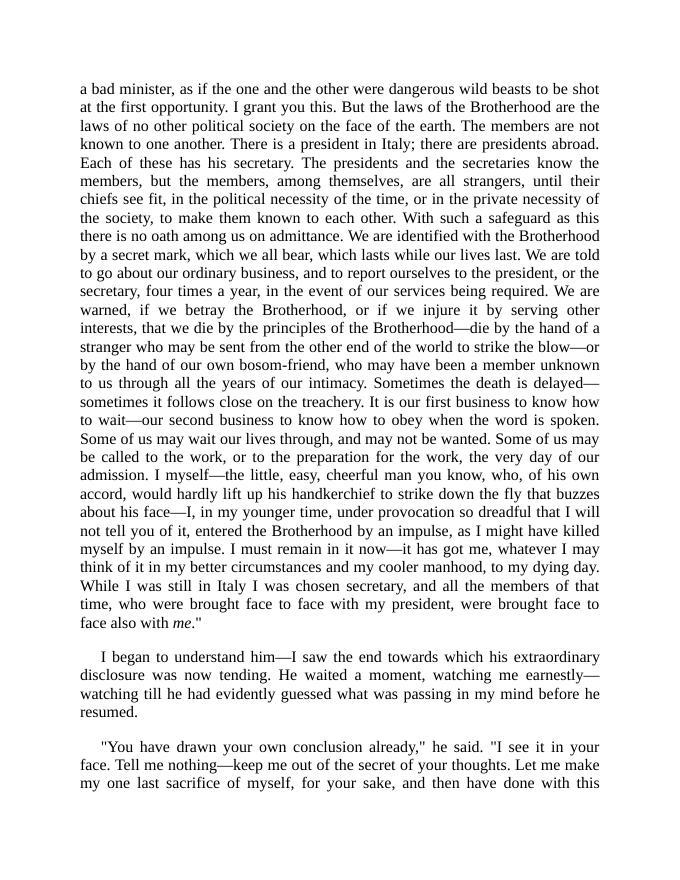 a bad minister, as if the one and the other were dangerous wild beasts to be shot
at the first opportunity. I grant you this. But the laws of the Brotherhood are the
laws of no other political society on the face of the earth. The members are not
known to one another. There is a president in Italy; there are presidents abroad.
Each of these has his secretary. The presidents and the secretaries know the
members, but the members, among themselves, are all strangers, until their
chiefs see fit, in the political necessity of the time, or in the private necessity of
the society, to make them known to each other. With such a safeguard as this
there is no oath among us on admittance. We are identified with the Brotherhood
by a secret mark, which we all bear, which lasts while our lives last. We are told
to go about our ordinary business, and to report ourselves to the president, or the
secretary, four times a year, in the event of our services being required. We are
warned, if we betray the Brotherhood, or if we injure it by serving other
interests, that we die by the principles of the Brotherhood—die by the hand of a
stranger who may be sent from the other end of the world to strike the blow—or
by the hand of our own bosom-friend, who may have been a member unknown
to us through all the years of our intimacy. Sometimes the death is delayed—
sometimes it follows close on the treachery. It is our first business to know how
to wait—our second business to know how to obey when the word is spoken.
Some of us may wait our lives through, and may not be wanted. Some of us may
be called to the work, or to the preparation for the work, the very day of our
admission. I myself—the little, easy, cheerful man you know, who, of his own
accord, would hardly lift up his handkerchief to strike down the fly that buzzes
about his face—I, in my younger time, under provocation so dreadful that I will
not tell you of it, entered the Brotherhood by an impulse, as I might have killed
myself by an impulse. I must remain in it now—it has got me, whatever I may
think of it in my better circumstances and my cooler manhood, to my dying day.
While I was still in Italy I was chosen secretary, and all the members of that
time, who were brought face to face with my president, were brought face to
face also with me."
I began to understand him—I saw the end towards which his extraordinary
disclosure was now tending. He waited a moment, watching me earnestly—
watching till he had evidently guessed what was passing in my mind before he
resumed.
"You have drawn your own conclusion already," he said. "I see it in your
face. Tell me nothing—keep me out of the secret of your thoughts. Let me make
my one last sacrifice of myself, for your sake, and then have done with this